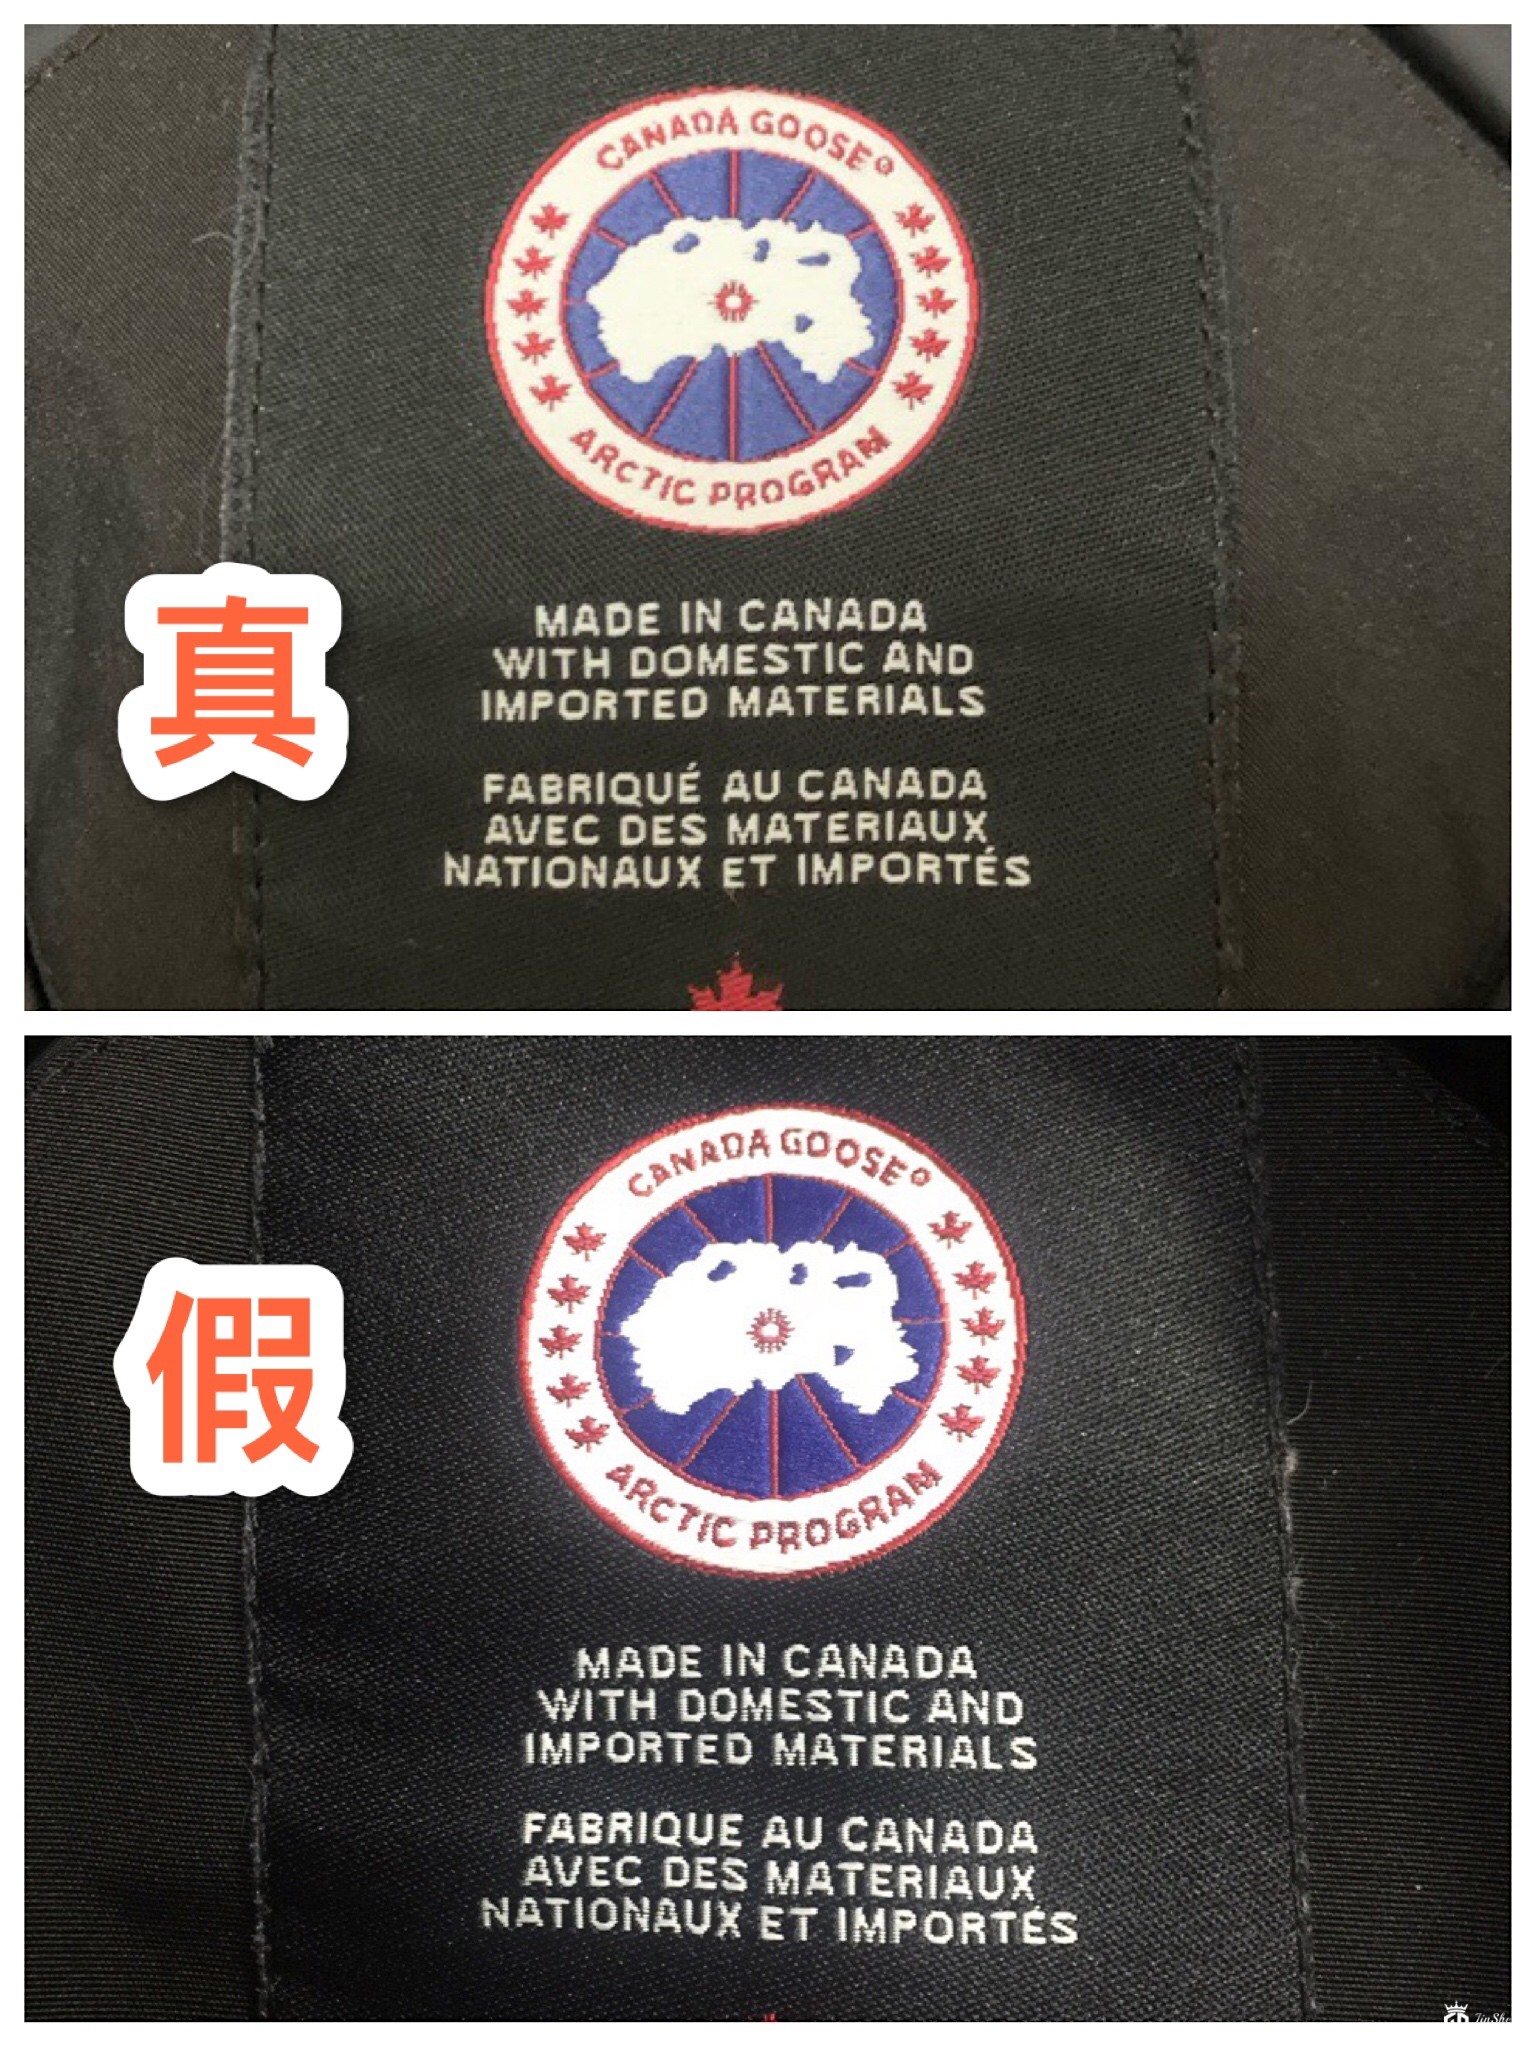 CANADA GOOSE®
ARCTIC PROGRAM
MADE IN CANADA
WITH DOMESTIC AND
IMPORTED MATERIALS
FABRIQUÉ AU CANADA
AVEC DES MATERIAUX
NATIONAUX ET IMPORTÉS
真
CANADA GOOSE®
ARCTIC PROGRAM
MADE IN CANADA
WITH DOMESTIC AND
IMPORTED MATERIALS
FABRIQUE AU CANADA
AVEC DES MATERIAUX
NATIONAUX ET IMPORTÉS
假